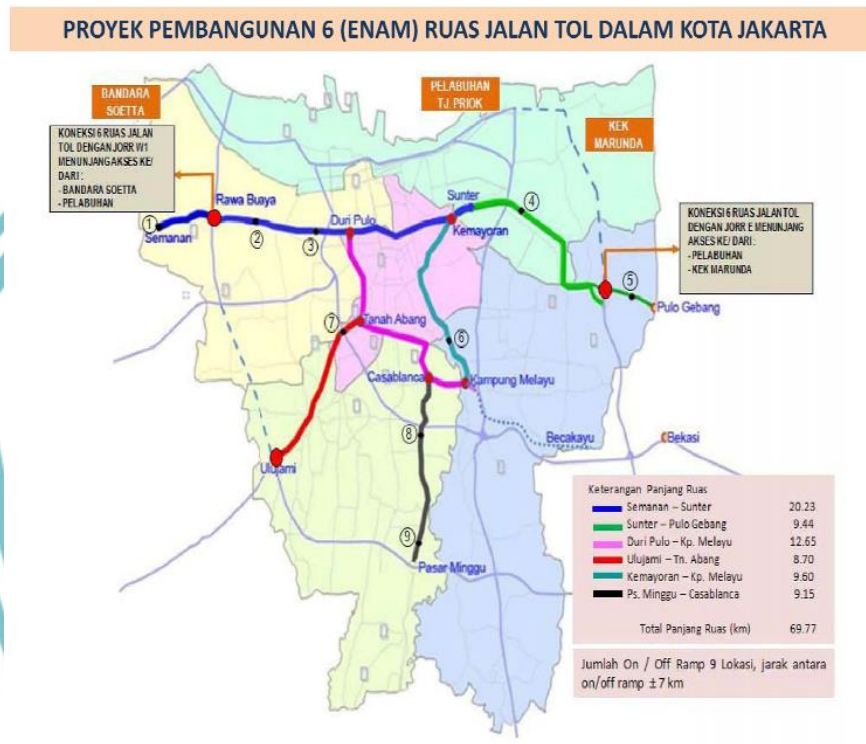 PROYEK PEMBANGUNAN 6 (ENAM) RUAS JALAN TOL DALAM KOTA JAKARTA
BANDARA
SOETTA
PELABUHAN
TJ. PRIOK
KEK
MARUNDA
KONEKSI 6 RUAS JALAN
TOL DENGAN JORR W1
MENUNJANG AKSES KE/
DARI :
- BANDARA SOETTA
- PELABUHAN
KONEKSI 6 RUAS JALAN TOL
DENGAN JORR E MENUNJANG
AKSES KE/ DARI :
- PELABUHAN
- KEK MARUNDA
Rawa Buaya
Duri Pulo
Sunter
Kemayoran
1
Semanan
2
3
4
5
Pulo Gebang
7
Tanah Abang
6
Casablanca
Kampung Melayu
8
Becakayu
Bekasi
Ulujami
9
Pasar Minggu
Keterangan Panjang Ruas
Semanan – Sunter 20.23
Sunter – Pulo Gebang 9.44
Duri Pulo – Kp. Melayu 12.65
Ulujami – Tn. Abang 8.70
Kemayoran – Kp. Melayu 9.60
Ps. Minggu – Casablanca 9.15
Total Panjang Ruas (km) 69.77
Jumlah On / Off Ramp 9 Lokasi, jarak antara
on/off ramp ±7 km